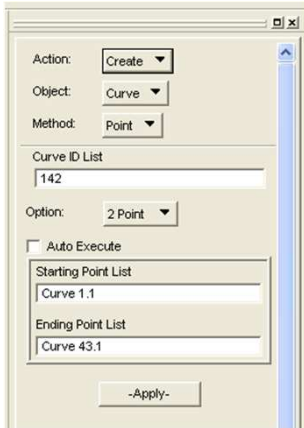 Action: Create
Object: Curve
Method: Point
Curve ID List
142
Option: 2 Point
Auto Execute
Starting Point List
Curve 1.1
Ending Point List
Curve 43.1
-Apply-